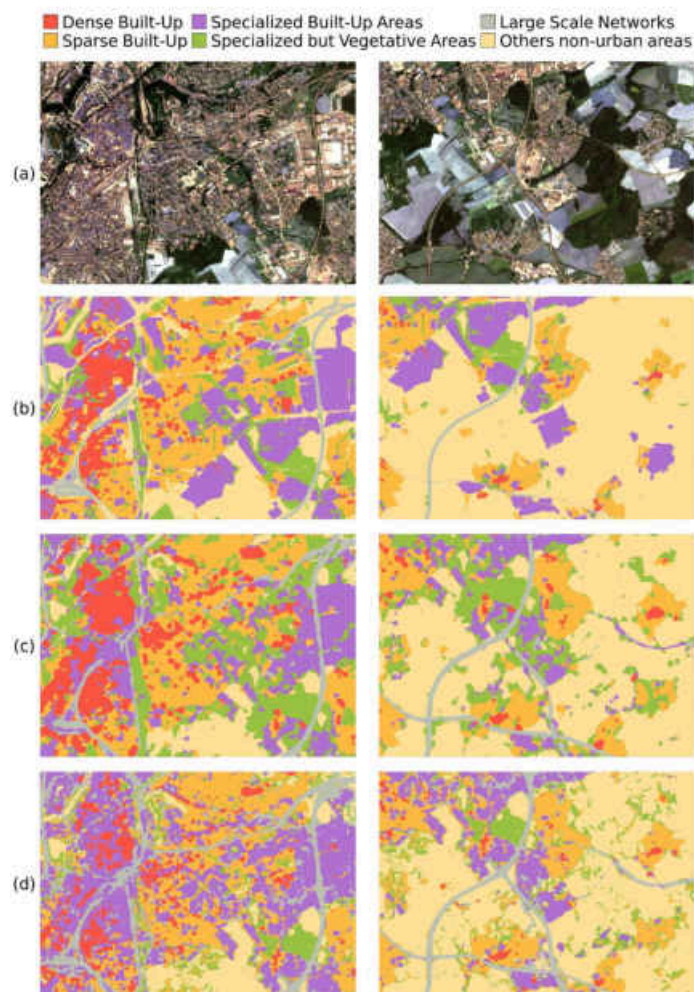 Dense Built-Up Specialized Built-Up Areas Large Scale Networks
Sparse Built-Up Specialized but Vegetative Areas Others non-urban areas
(a)
(b)
(c)
(d)